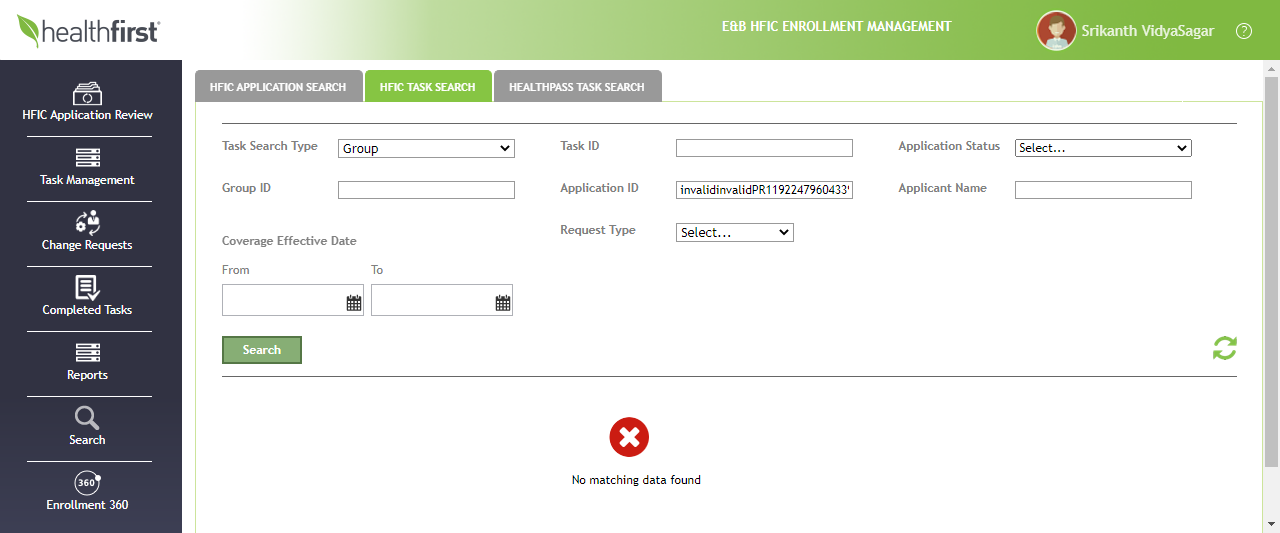 healthfirst
E&B HFIC ENROLLMENT MANAGEMENT
Srikanth VidyaSagar
?
HFIC APPLICATION SEARCH
HFIC TASK SEARCH
HEALTHPASS TASK SEARCH
HFIC Application Review
Task Management
Change Requests
Completed Tasks
Reports
Search
360
Enrollment 360
Task Search Type
Group
Task ID
Application Status
Select...
Group ID
Application ID
invalidinvalidPR11922479604339
Applicant Name
Request Type
Select...
Coverage Effective Date
From
To
Search
No matching data found